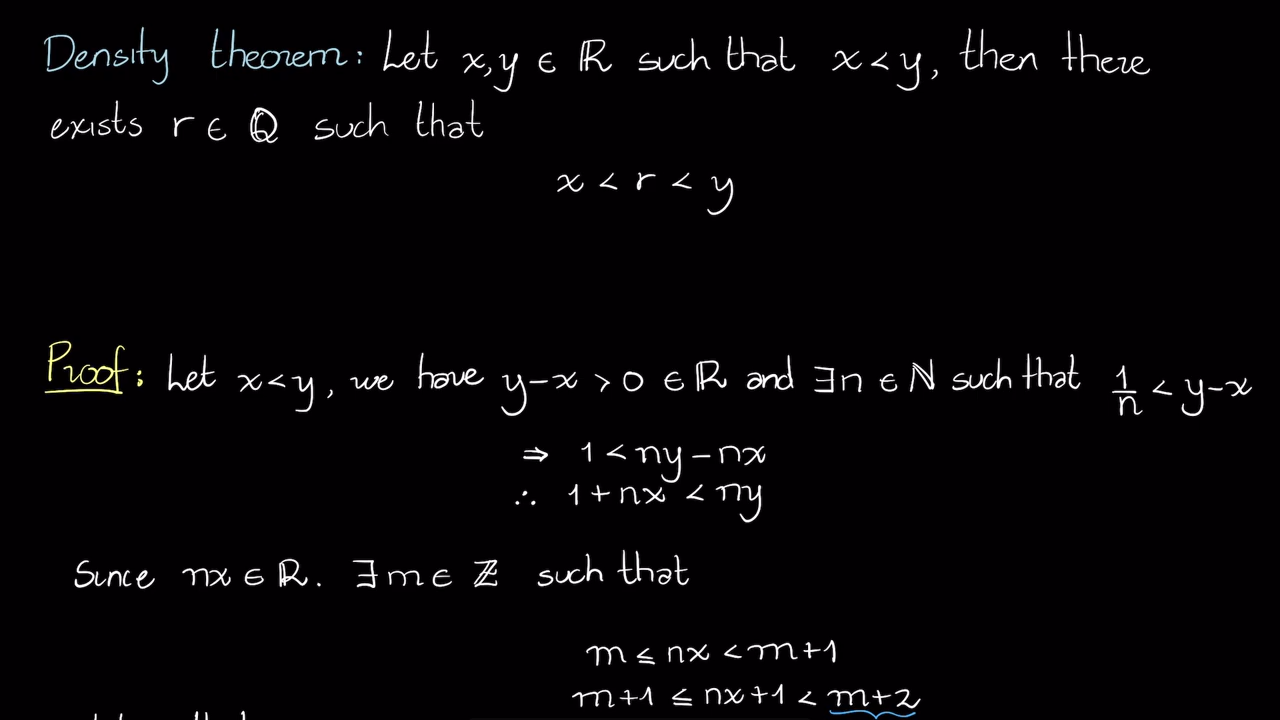 Density theorem: Let x, y ∈ ℝ such that x < y, then there
exists r ∈ ℚ such that
x < r < y
Proof: Let x < y, we have y - x > 0 ∈ ℝ and ∃n ∈ ℕ such that 1/n < y - x
⇒ 1 < ny - nx
∴ 1 + nx < ny
Since nx ∈ ℝ. ∃m ∈ ℤ such that
m ≤ nx < m+1
m+1 ≤ nx+1 < m+2